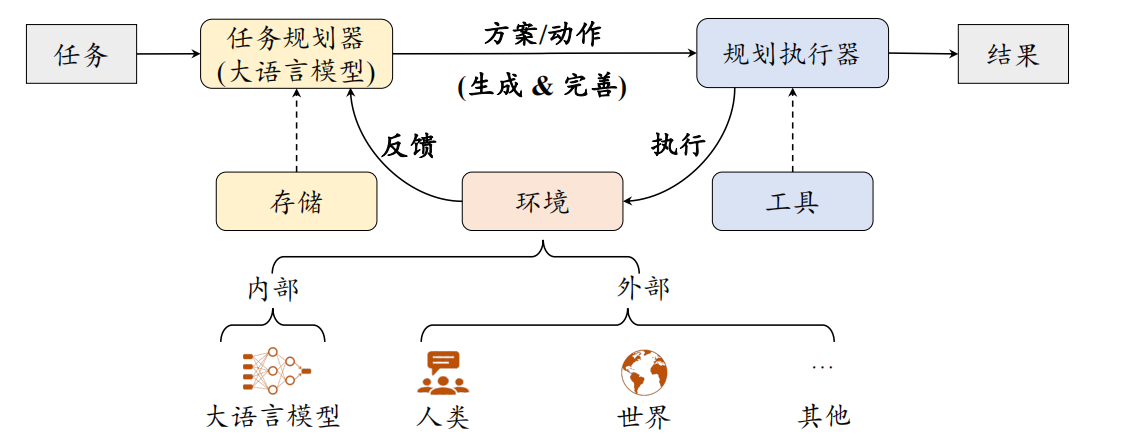 任务
任务规划器
(大语言模型)
方案/动作
(生成 & 完善)
规划执行器
结果
反馈
执行
存储
环境
工具
内部
外部
大语言模型
人类
世界
…
其他